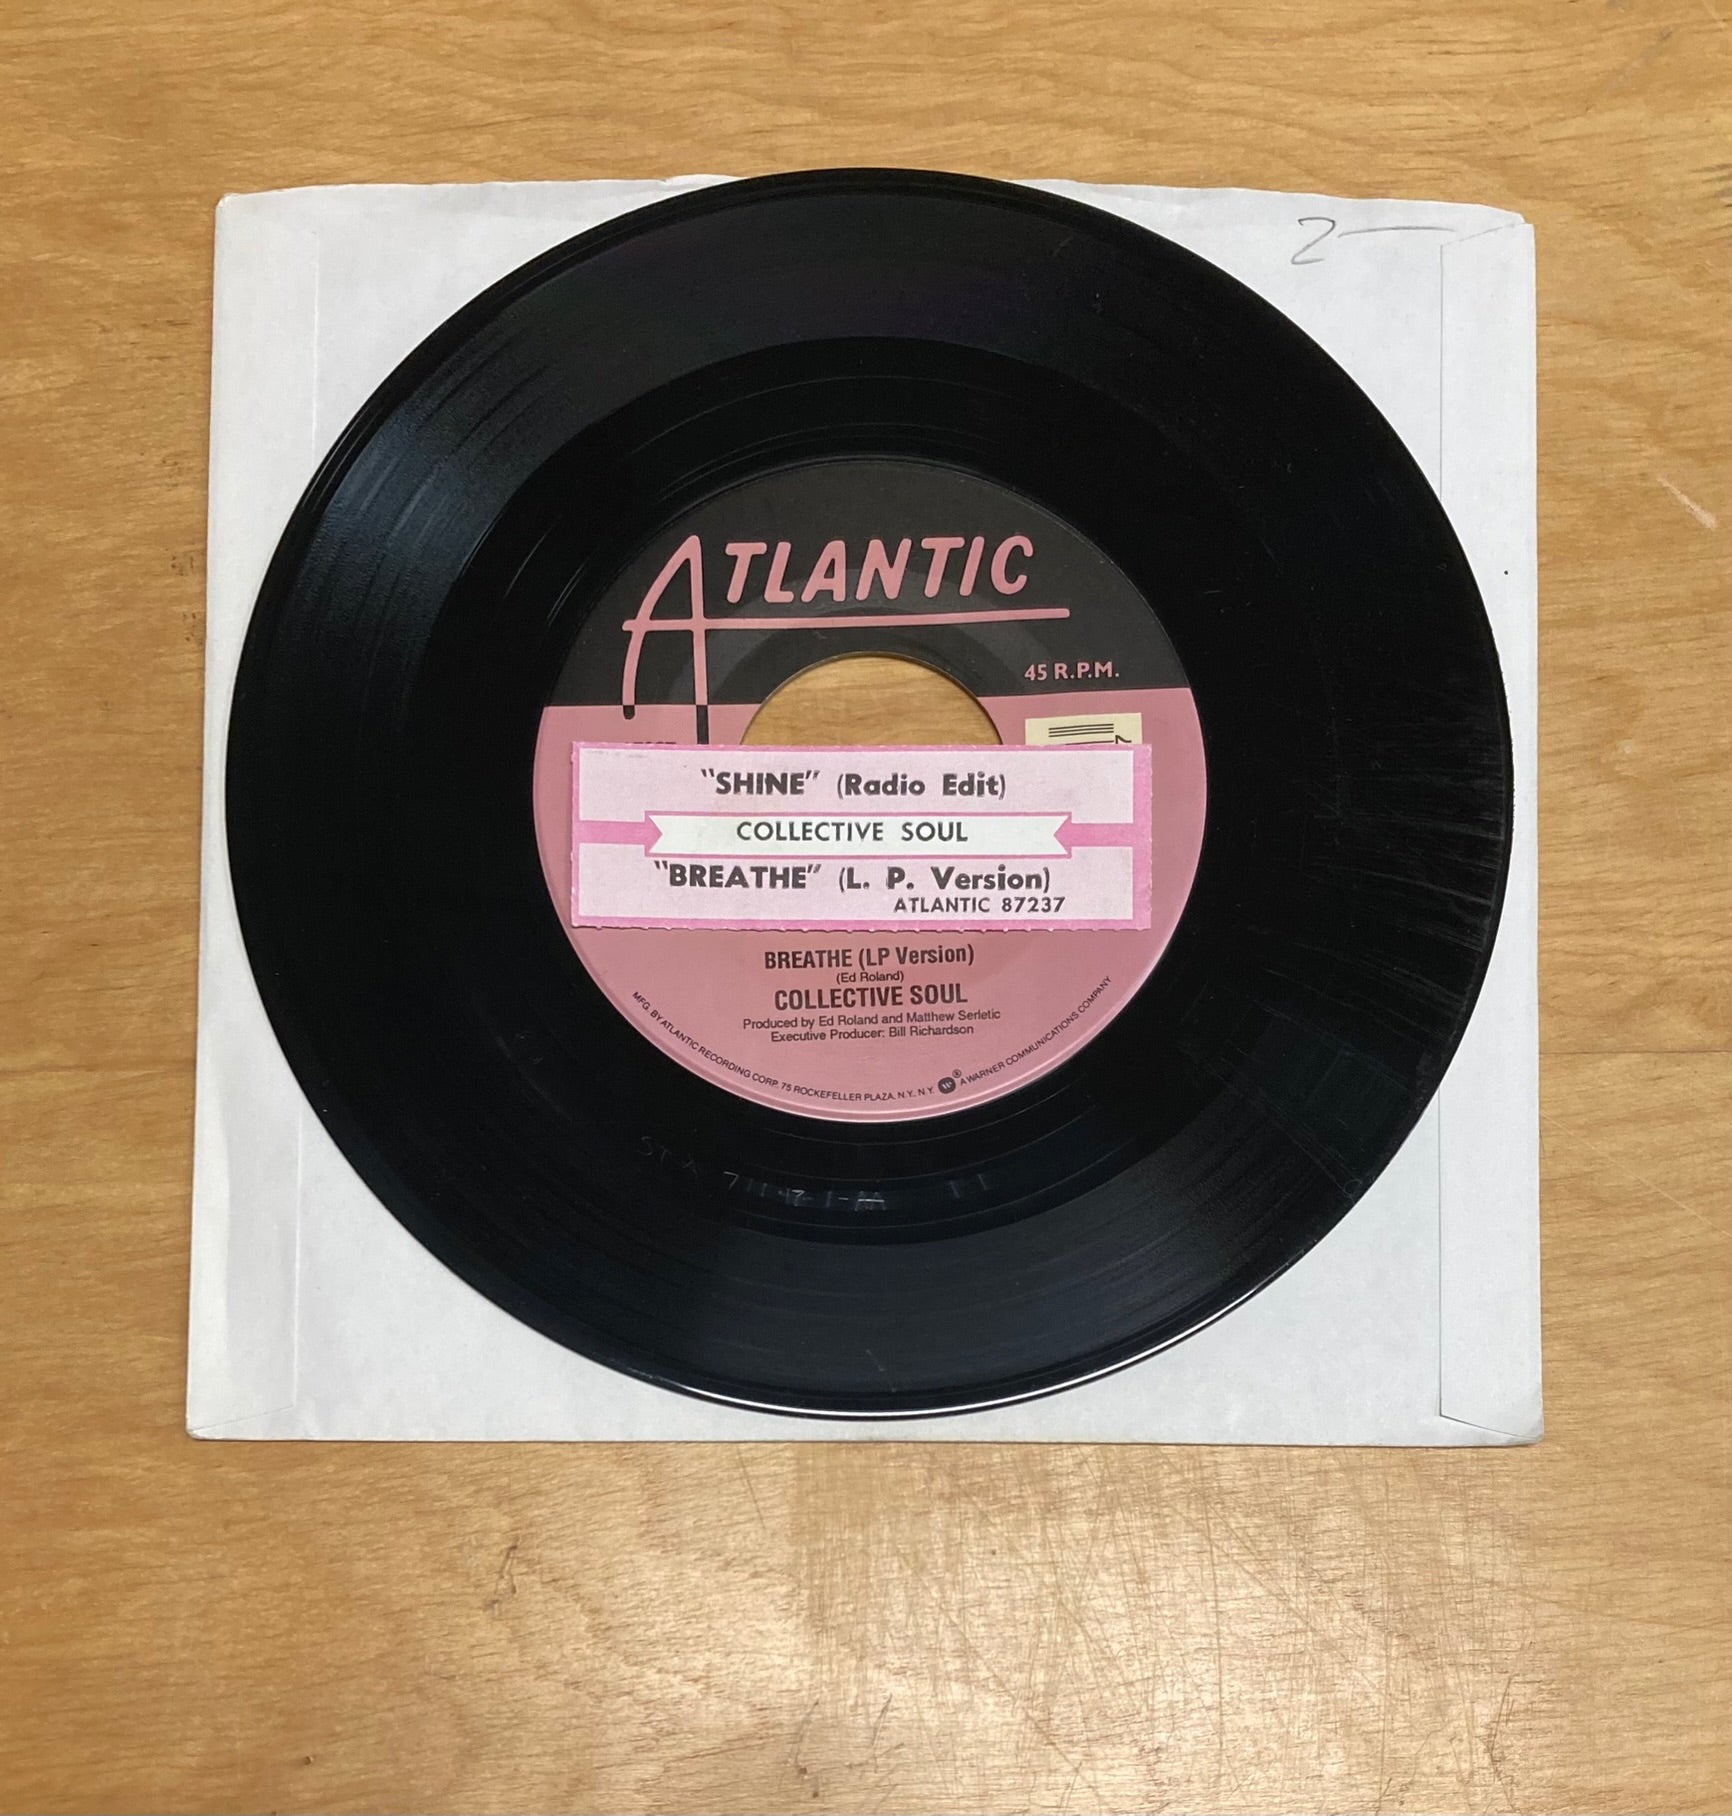 2—
ATLANTIC
45 R.P.M.
"SHINE" (Radio Edit)
COLLECTIVE SOUL
"BREATHE" (L. P. Version)
ATLANTIC 87237
BREATHE (LP Version)
(Ed Roland)
COLLECTIVE SOUL
Produced by Ed Roland and Matthew Serletic
Executive Producer: Bill Richardson
MFG. BY ATLANTIC RECORDING CORP. 75 ROCKEFELLER PLAZA, N.Y., N.Y. ® A WARNER COMMUNICATIONS COMPANY